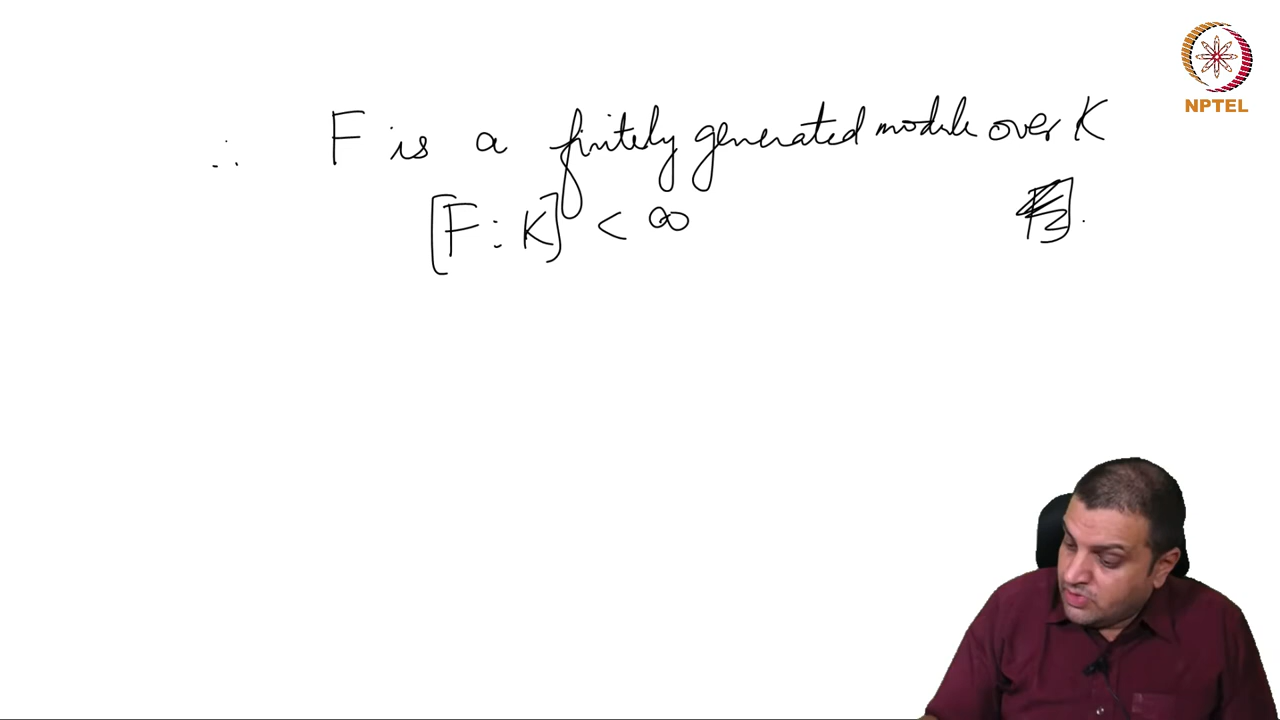 ∴ F is a finitely generated module over K
[F : K] < ∞
NPTEL